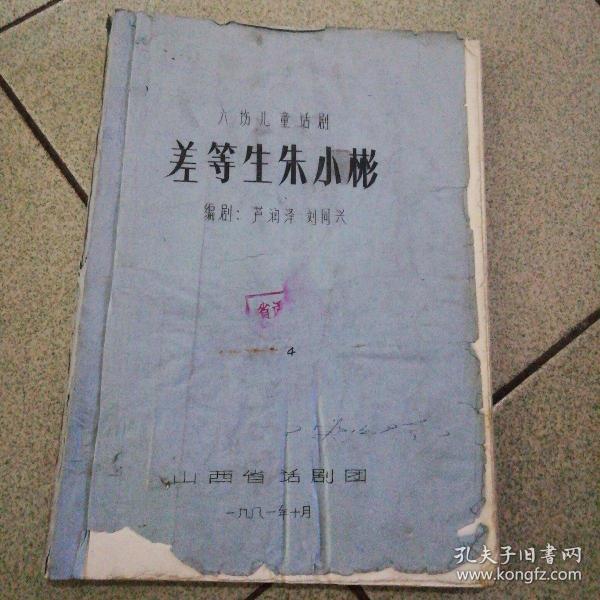 六场儿童话剧
差等生朱小彬
编剧：芦润泽 刘同兴
省话
4
山西省话剧团
一九八一年十月
孔夫子旧书网
www.kongfz.com